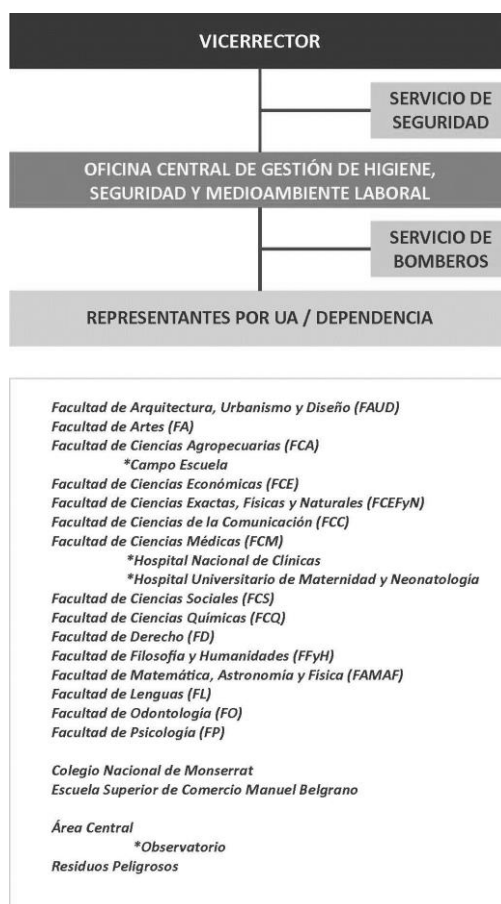 VICERRECTOR
SERVICIO DE
SEGURIDAD
OFICINA CENTRAL DE GESTIÓN DE HIGIENE,
SEGURIDAD Y MEDIOAMBIENTE LABORAL
SERVICIO DE
BOMBEROS
REPRESENTANTES POR UA / DEPENDENCIA
Facultad de Arquitectura, Urbanismo y Diseño (FAUD)
Facultad de Artes (FA)
Facultad de Ciencias Agropecuarias (FCA)
*Campo Escuela
Facultad de Ciencias Económicas (FCE)
Facultad de Ciencias Exactas, Físicas y Naturales (FCEFyN)
Facultad de Ciencias de la Comunicación (FCC)
Facultad de Ciencias Médicas (FCM)
*Hospital Nacional de Clínicas
*Hospital Universitario de Maternidad y Neonatología
Facultad de Ciencias Sociales (FCS)
Facultad de Ciencias Químicas (FCQ)
Facultad de Derecho (FD)
Facultad de Filosofía y Humanidades (FFyH)
Facultad de Matemática, Astronomía y Física (FAMAF)
Facultad de Lenguas (FL)
Facultad de Odontología (FO)
Facultad de Psicología (FP)
Colegio Nacional de Monserrat
Escuela Superior de Comercio Manuel Belgrano
Área Central
*Observatorio
Residuos Peligrosos